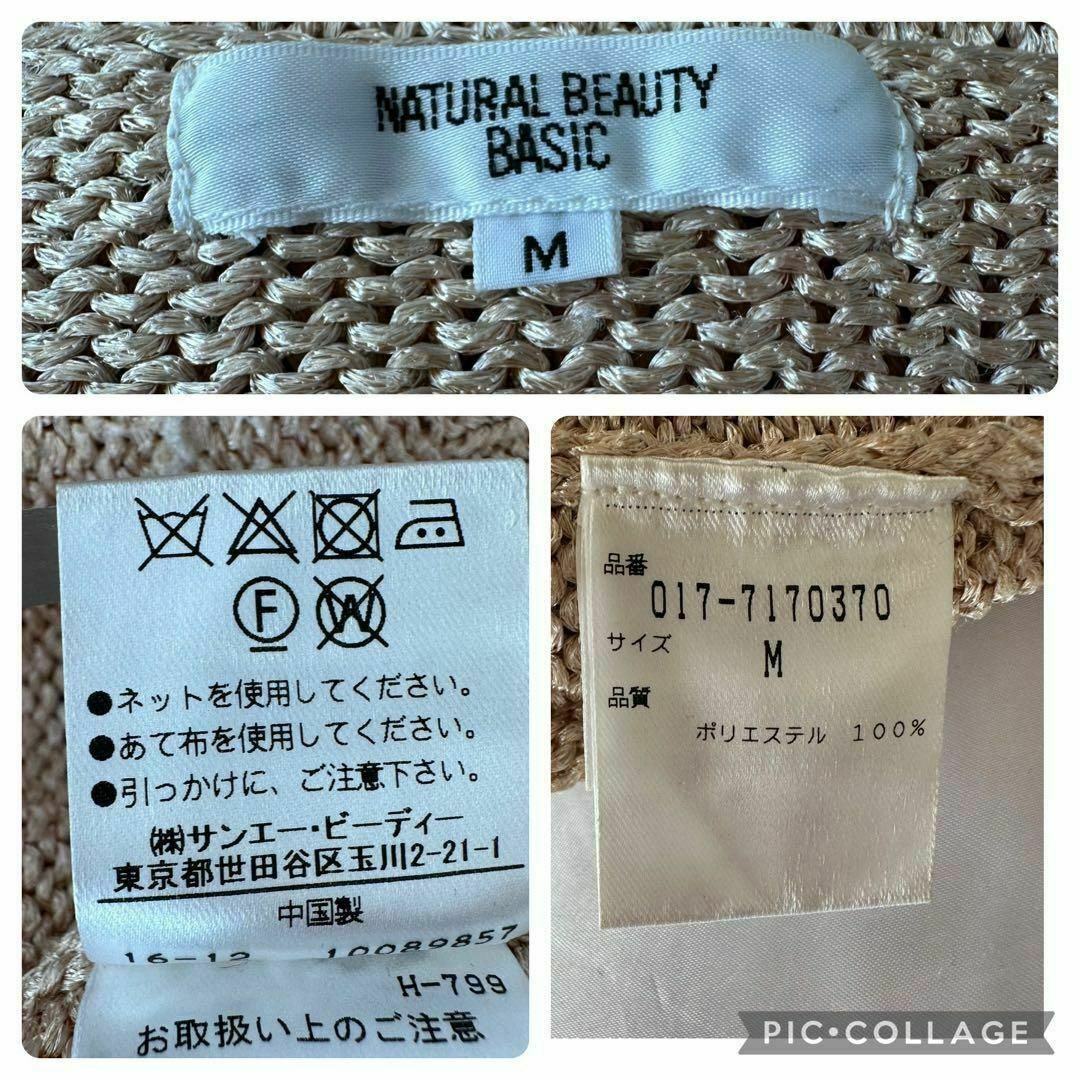 NATURAL BEAUTY
BASIC
M
F
W
●ネットを使用してください。
●あて布を使用してください。
●引っかけに、ご注意下さい。
㈱サンエー・ビーディー
東京都世田谷区玉川2-21-1
中国製
16-12 10089857
H-799
お取扱い上のご注意
品番
017-7170370
サイズ
M
品質
ポリエステル 100%
PIC•COLLAGE